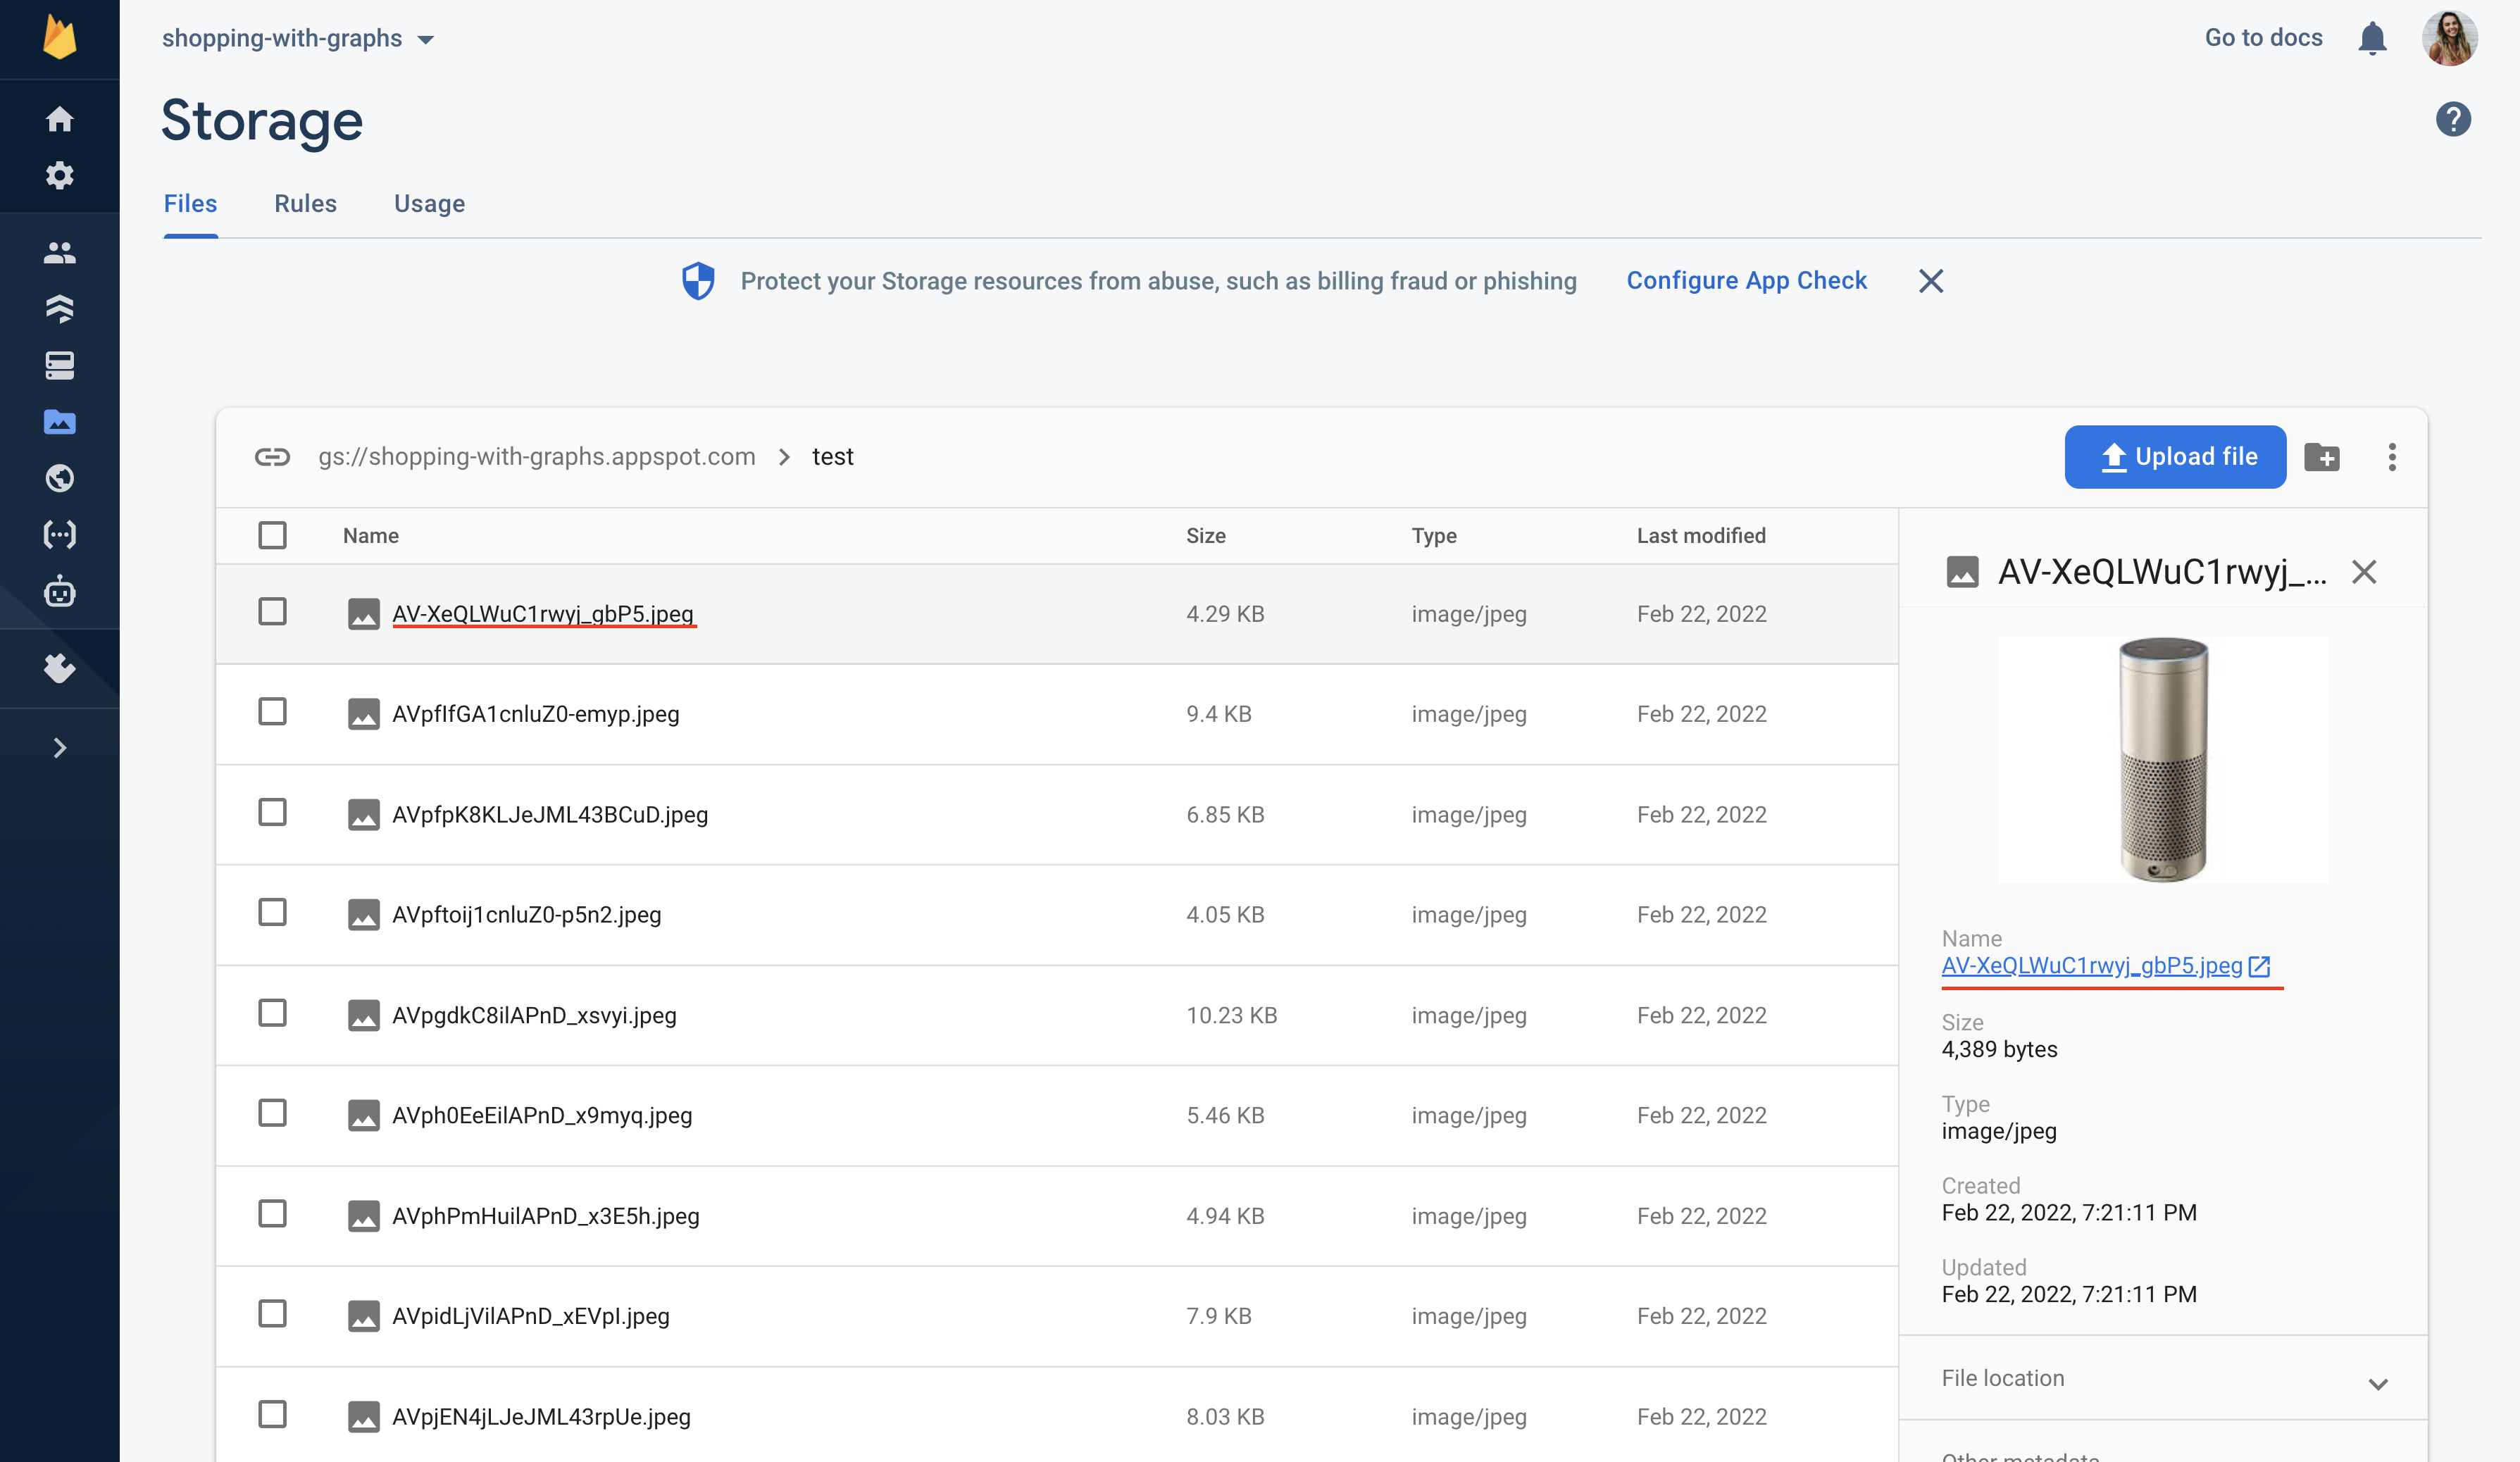 shopping-with-graphs
Go to docs
Storage
Files Rules Usage
Protect your Storage resources from abuse, such as billing fraud or phishing Configure App Check
gs://shopping-with-graphs.appspot.com > test
Upload file
Name Size Type Last modified
AV-XeQLWuC1rwyj_gbP5.jpeg 4.29 KB image/jpeg Feb 22, 2022
AVpfIfGA1cnluZ0-emyp.jpeg 9.4 KB image/jpeg Feb 22, 2022
AVpfpK8KLJeJML43BCuD.jpeg 6.85 KB image/jpeg Feb 22, 2022
AVpftoij1cnluZ0-p5n2.jpeg 4.05 KB image/jpeg Feb 22, 2022
AVpgdkC8ilAPnD_xsvyi.jpeg 10.23 KB image/jpeg Feb 22, 2022
AVph0EeEilAPnD_x9myq.jpeg 5.46 KB image/jpeg Feb 22, 2022
AVphPmHuilAPnD_x3E5h.jpeg 4.94 KB image/jpeg Feb 22, 2022
AVpidLjVilAPnD_xEVpI.jpeg 7.9 KB image/jpeg Feb 22, 2022
AVpjEN4jLJeJML43rpUe.jpeg 8.03 KB image/jpeg Feb 22, 2022
AV-XeQLWuC1rwyj_...
Name
AV-XeQLWuC1rwyj_gbP5.jpeg
Size
4,389 bytes
Type
image/jpeg
Created
Feb 22, 2022, 7:21:11 PM
Updated
Feb 22, 2022, 7:21:11 PM
File location
Other metadata